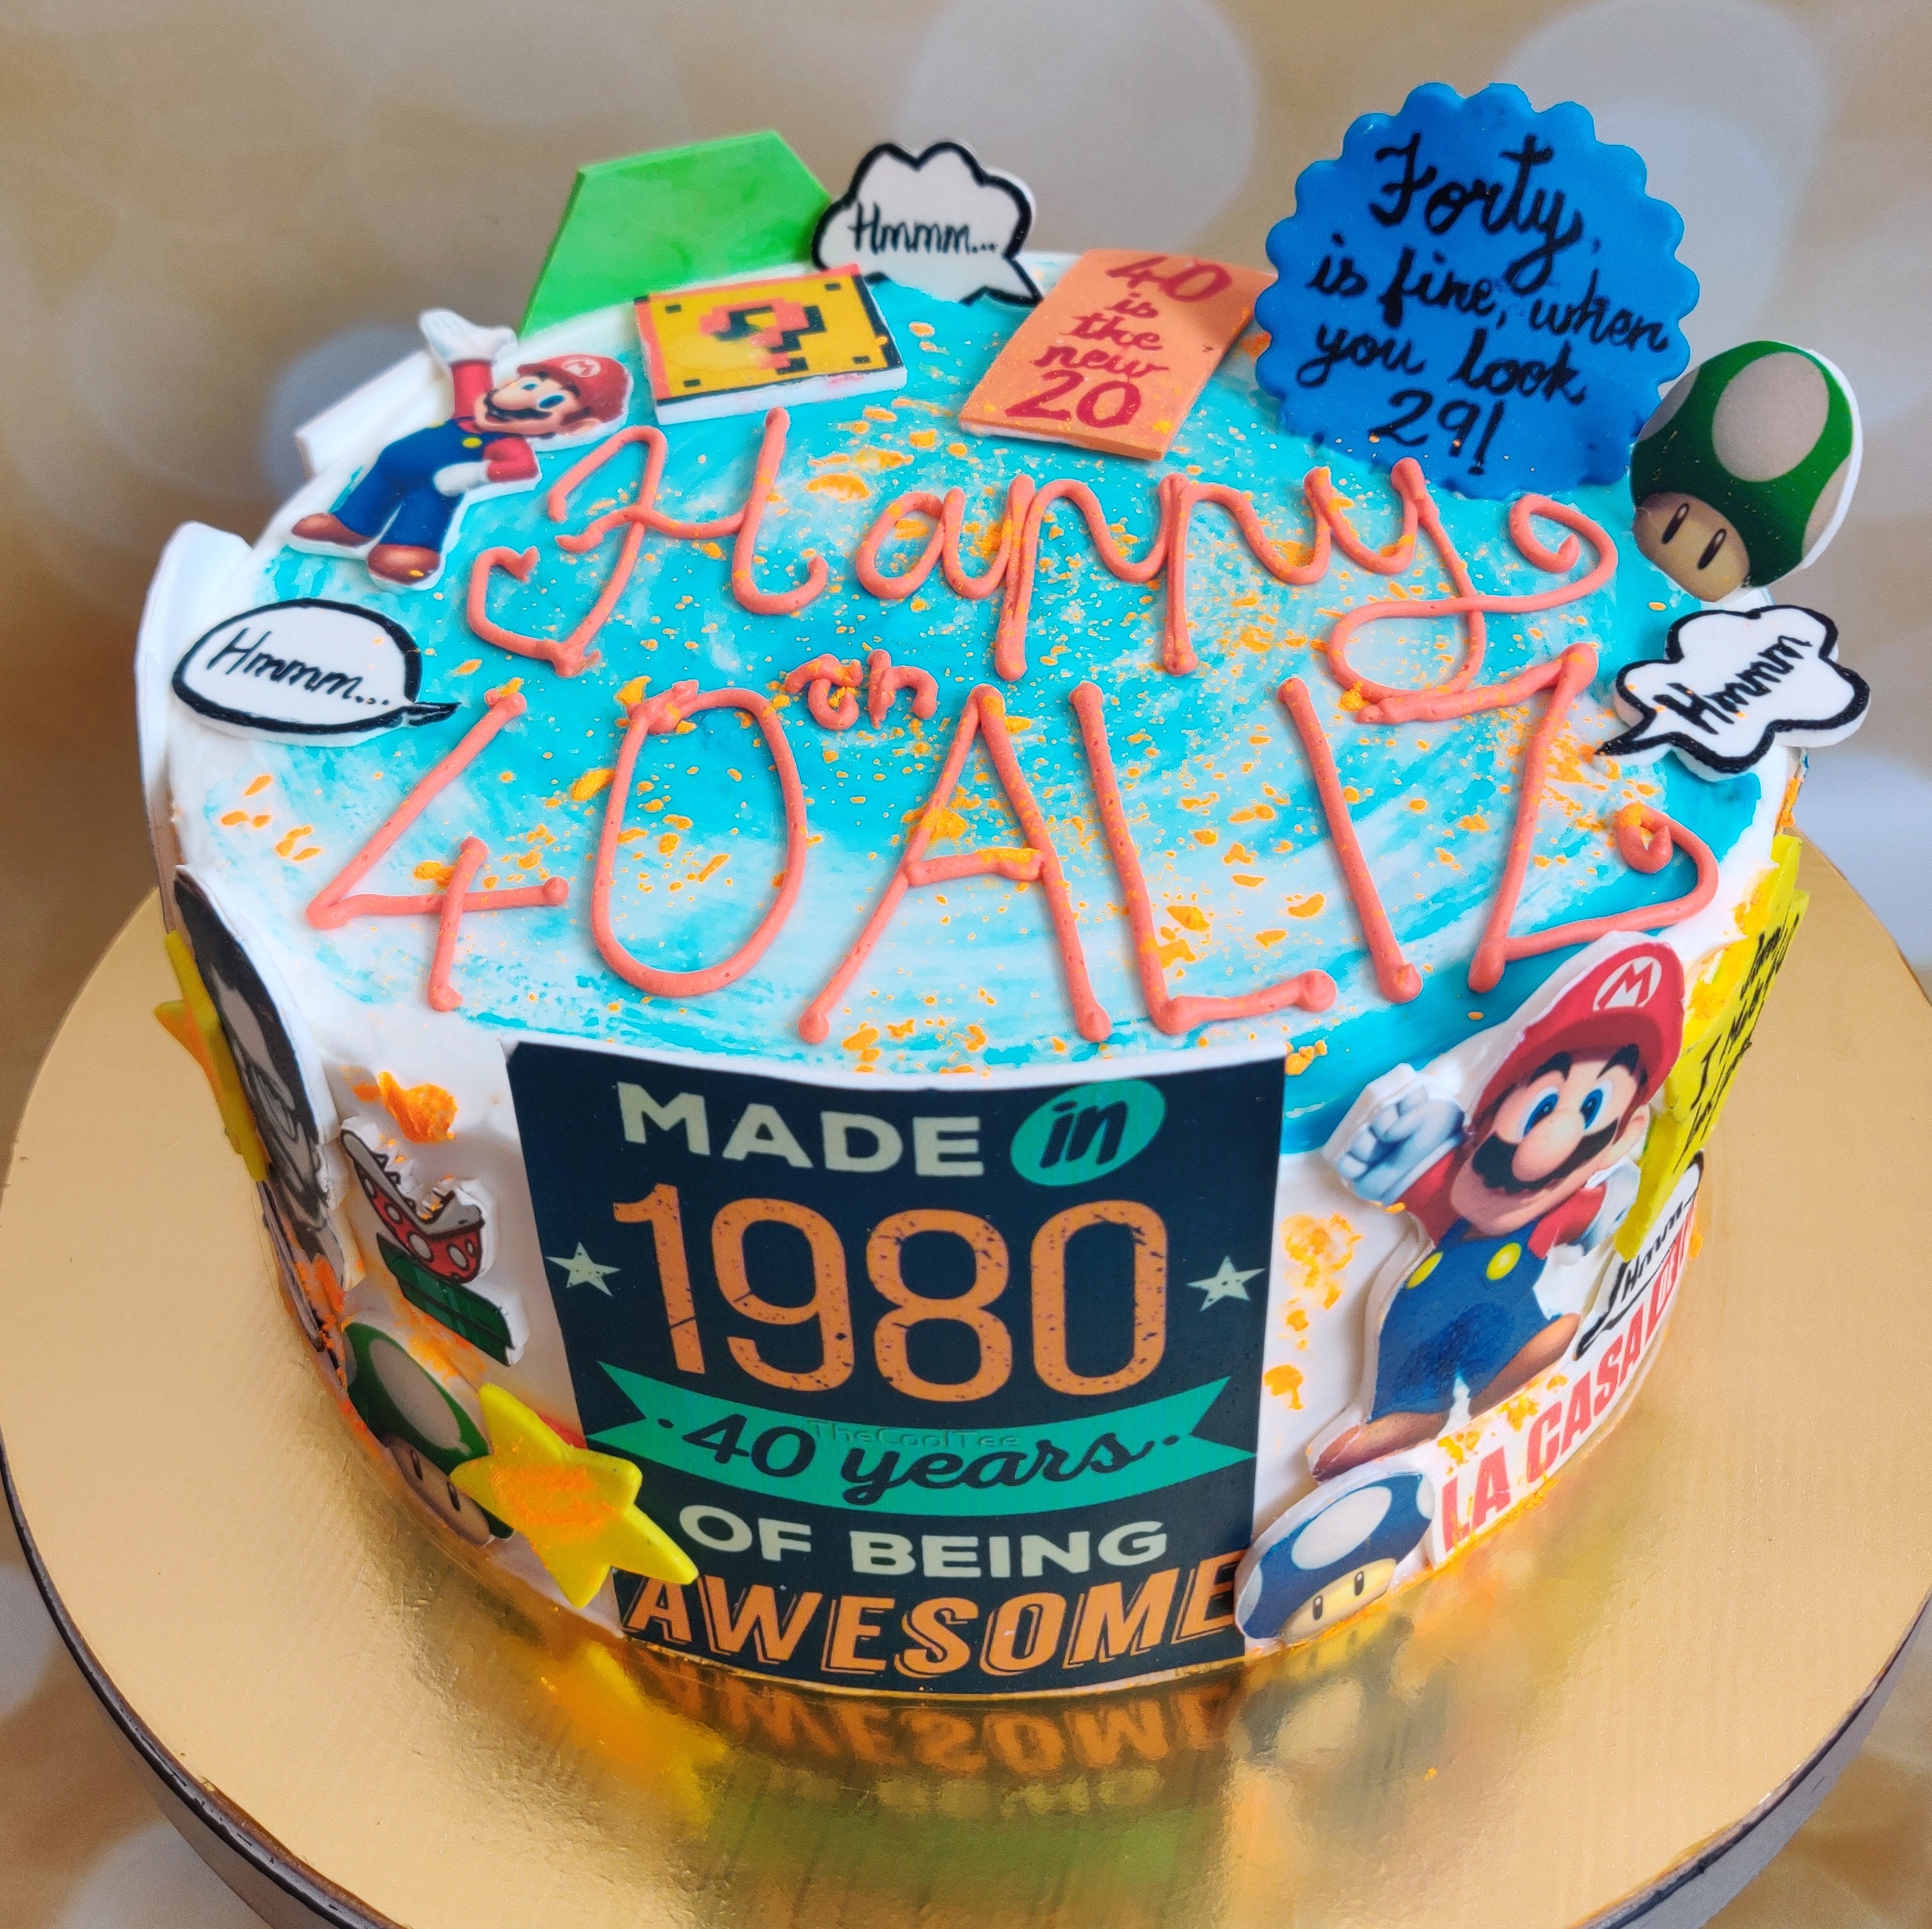 Hmmm...
Forty,
is fine, when
you look
29!
40
is
the
new
20
?
M
Happy
Hmmm...
Hmmm
40th ALIZ
M
MADE in
1980
40 years
TheCoolTee
OF BEING
AWESOME
Hmmm
LA CASA